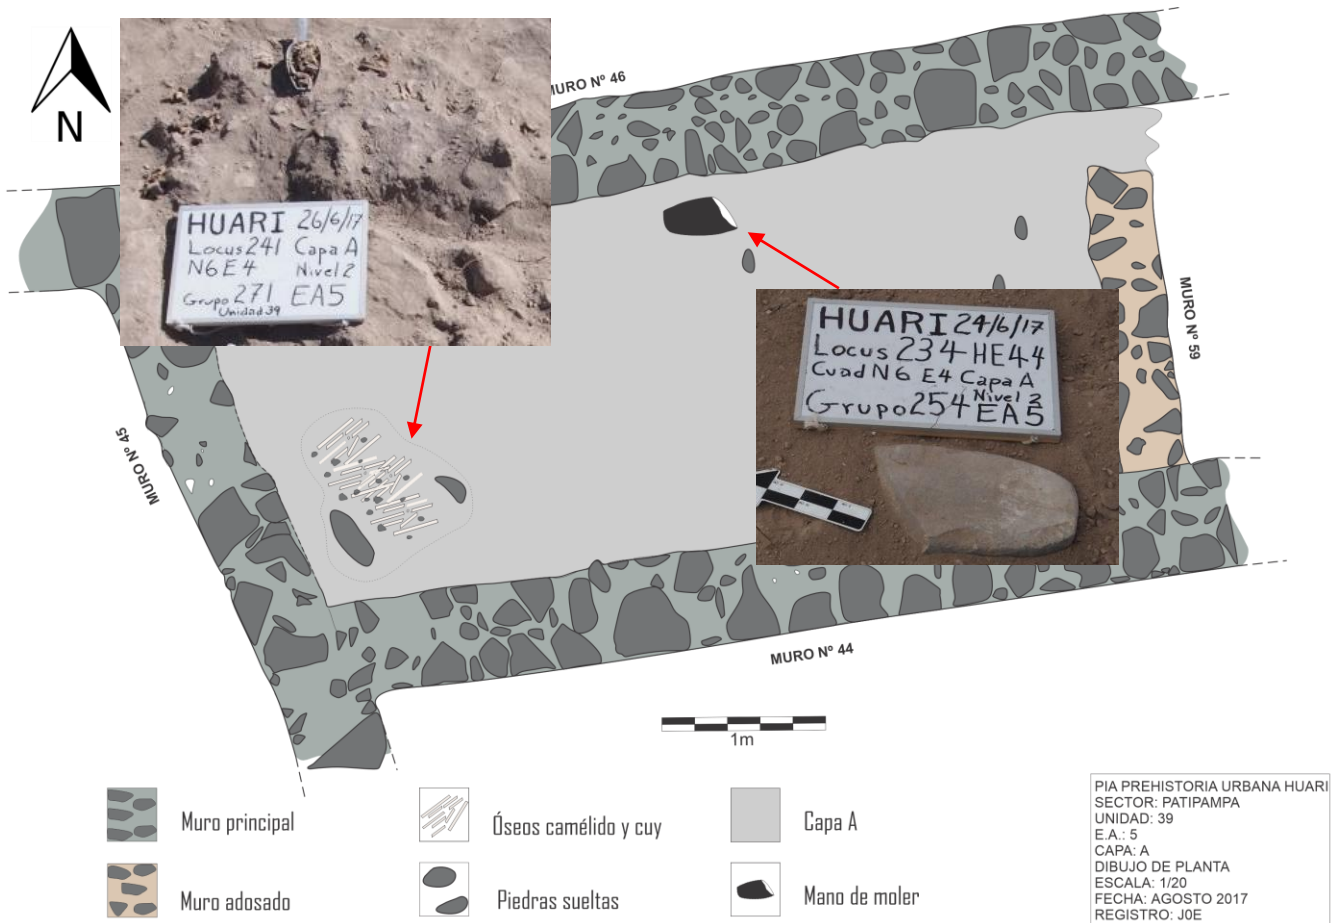 N
MURO Nº 46
HUARI 26/6/17
Locus 241 Capa A
N6 E4 Nivel 2
Grupo 271 EA5
Unidad 39
HUARI 24/6/17
Locus 234 HE44
Cuad N6 E4 Capa A
Nivel 2
Grupo 254 EA5
MURO Nº 59
MURO Nº 45
MURO Nº 44
1m
Muro principal
Óseos camélido y cuy
Capa A
Muro adosado
Piedras sueltas
Mano de moler
PIA PREHISTORIA URBANA HUARI
SECTOR: PATIPAMPA
UNIDAD: 39
E.A.: 5
CAPA: A
DIBUJO DE PLANTA
ESCALA: 1/20
FECHA: AGOSTO 2017
REGISTRO: J0E